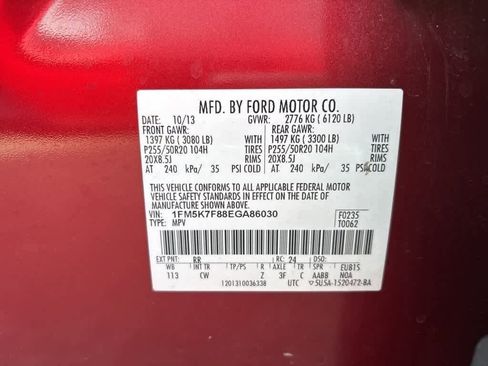 MFD. BY FORD MOTOR CO.
DATE: 10/13 GVWR: 2776 KG ( 6120 LB)
FRONT GAWR: REAR GAWR:
1397 KG ( 3080 LB) WITH 1497 KG ( 3300 LB) WITH
P255/50R20 104H TIRES P255/50R20 104H TIRES
20X8.5J RIMS 20X8.5J RIMS
AT 240 kPa/ 35 PSI COLD AT 240 kPa/ 35 PSI COLD
THIS VEHICLE CONFORMS TO ALL APPLICABLE FEDERAL MOTOR
VEHICLE SAFETY STANDARDS IN EFFECT ON THE DATE OF
MANUFACTURE SHOWN ABOVE.
VIN: 1FM5K7F88EGA86030 F0235
TYPE: MPV T0062
EXT PNT: RR RC: 24 DSO:
WB INT TR TP/PS R AX TR SPR EUB15
113 CW Z 3F C AABB NOA
1201310036338 UTC ▽5U5A-1520472-BA